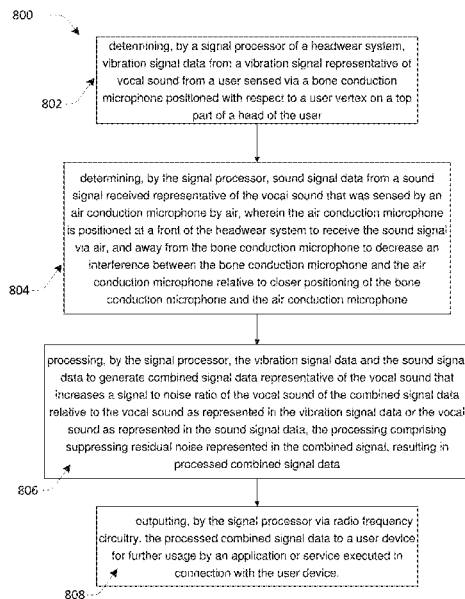 800
determining, by a signal processor of a headwear system,
vibration signal data from a vibration signal representative of
vocal sound from a user sensed via a bone conduction
microphone positioned with respect to a user vertex on a top
part of a head of the user
802
determining, by the signal processor, sound signal data from a sound
signal received representative of the vocal sound that was sensed by an
air conduction microphone by air, wherein the air conduction microphone
is positioned at a front of the headwear system to receive the sound signal
via air, and away from the bone conduction microphone to decrease an
interference between the bone conduction microphone and the air
conduction microphone relative to closer positioning of the bone
conduction microphone and the air conduction microphone
804
processing, by the signal processor, the vibration signal data and the sound signal
data to generate combined signal data representative of the vocal sound that
increases a signal to noise ratio of the vocal sound of the combined signal data
relative to the vocal sound as represented in the vibration signal data or the vocal
sound as represented in the sound signal data, the processing comprising
suppressing residual noise represented in the combined signal, resulting in
processed combined signal data
806
outputting, by the signal processor via radio frequency
circuitry, the processed combined signal data to a user device
for further usage by an application or service executed in
connection with the user device.
808